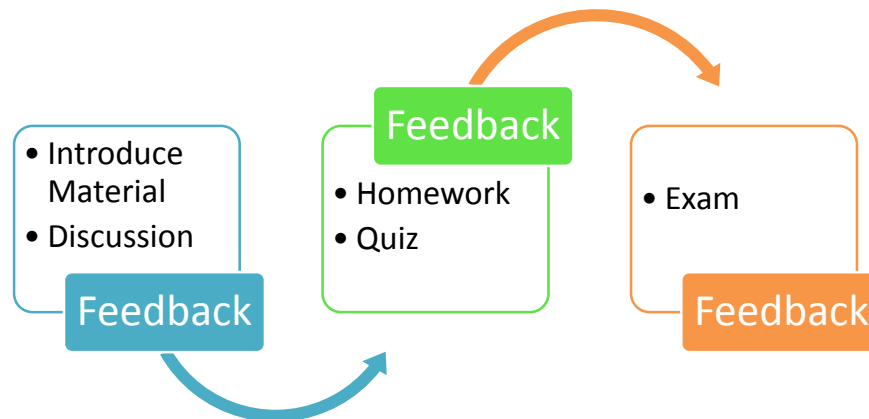 • Introduce
Material
• Discussion
Feedback
Feedback
• Homework
• Quiz
• Exam
Feedback